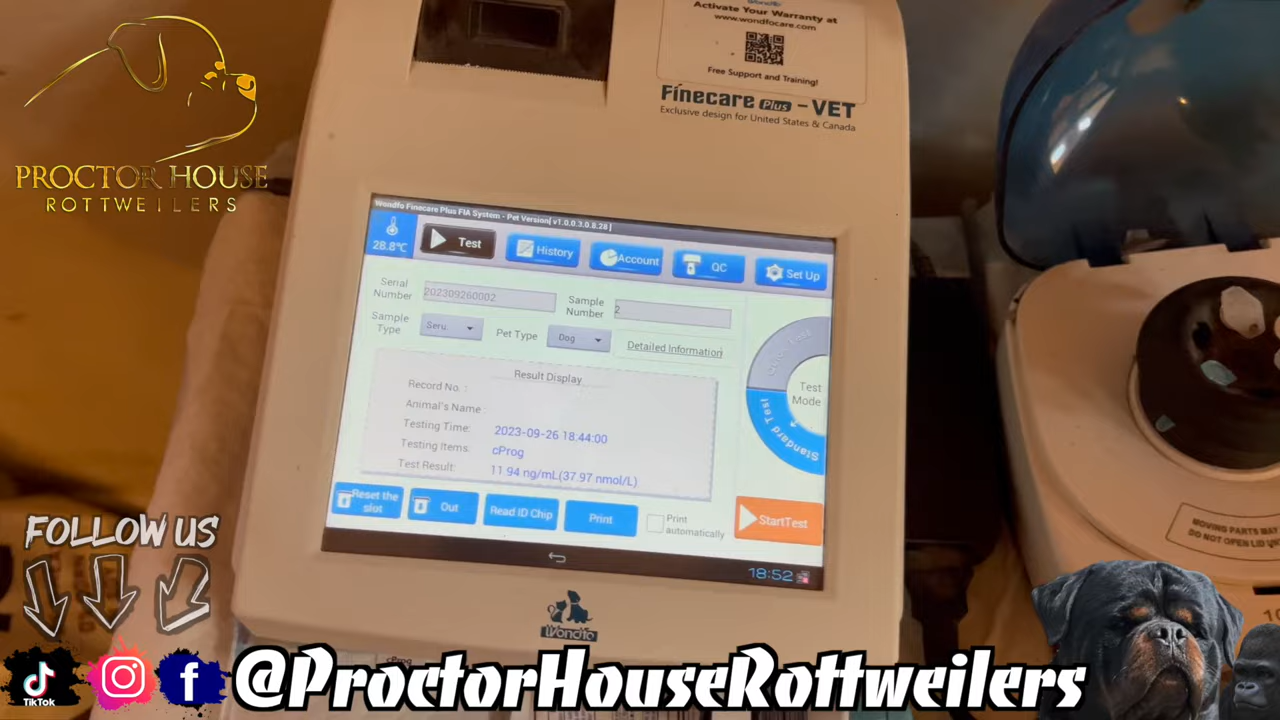 PROCTOR HOUSE
ROTTWEILERS
Wondfo
Activate Your Warranty at
www.wondfocare.com
Free Support and Training!
Finecare Plus - VET
Exclusive design for United States & Canada
Wondfo Finecare Plus FIA System - Pet Version[ v1.0.0.3.0.8.28 ]
28.8℃
Test
History
Account
QC
Set Up
Serial Number
202309260002
Sample Number
2
Sample Type
Seru.
Pet Type
Dog
Detailed Information
Result Display
Record No. :
Animal's Name :
Testing Time: 2023-09-26 18:44:00
Testing Items: cProg
Test Result: 11.94 ng/mL(37.97 nmol/L)
Quick Test
Test Mode
Standard Test
Reset the slot
Out
Read ID Chip
Print
Print automatically
StartTest
18:52
Wondfo
cProg
MOVING PARTS MAY
DO NOT OPEN LID
FOLLOW US
TikTok
@ProctorHouseRottweilers